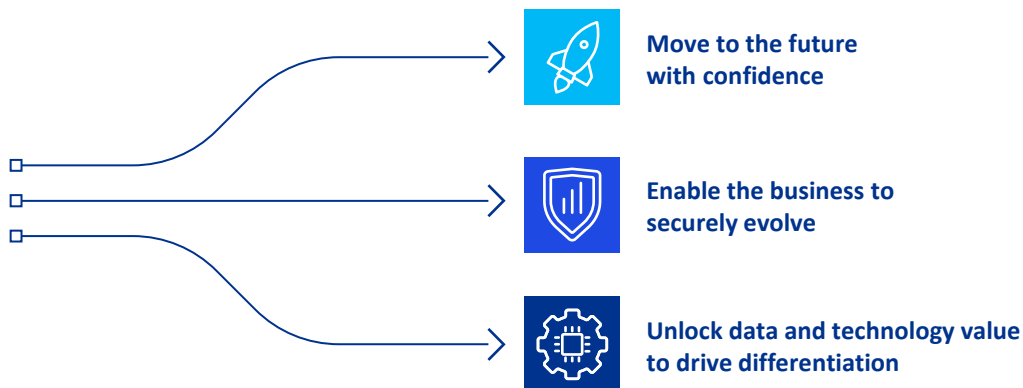 Move to the future
with confidence
Enable the business to
securely evolve
Unlock data and technology value
to drive differentiation